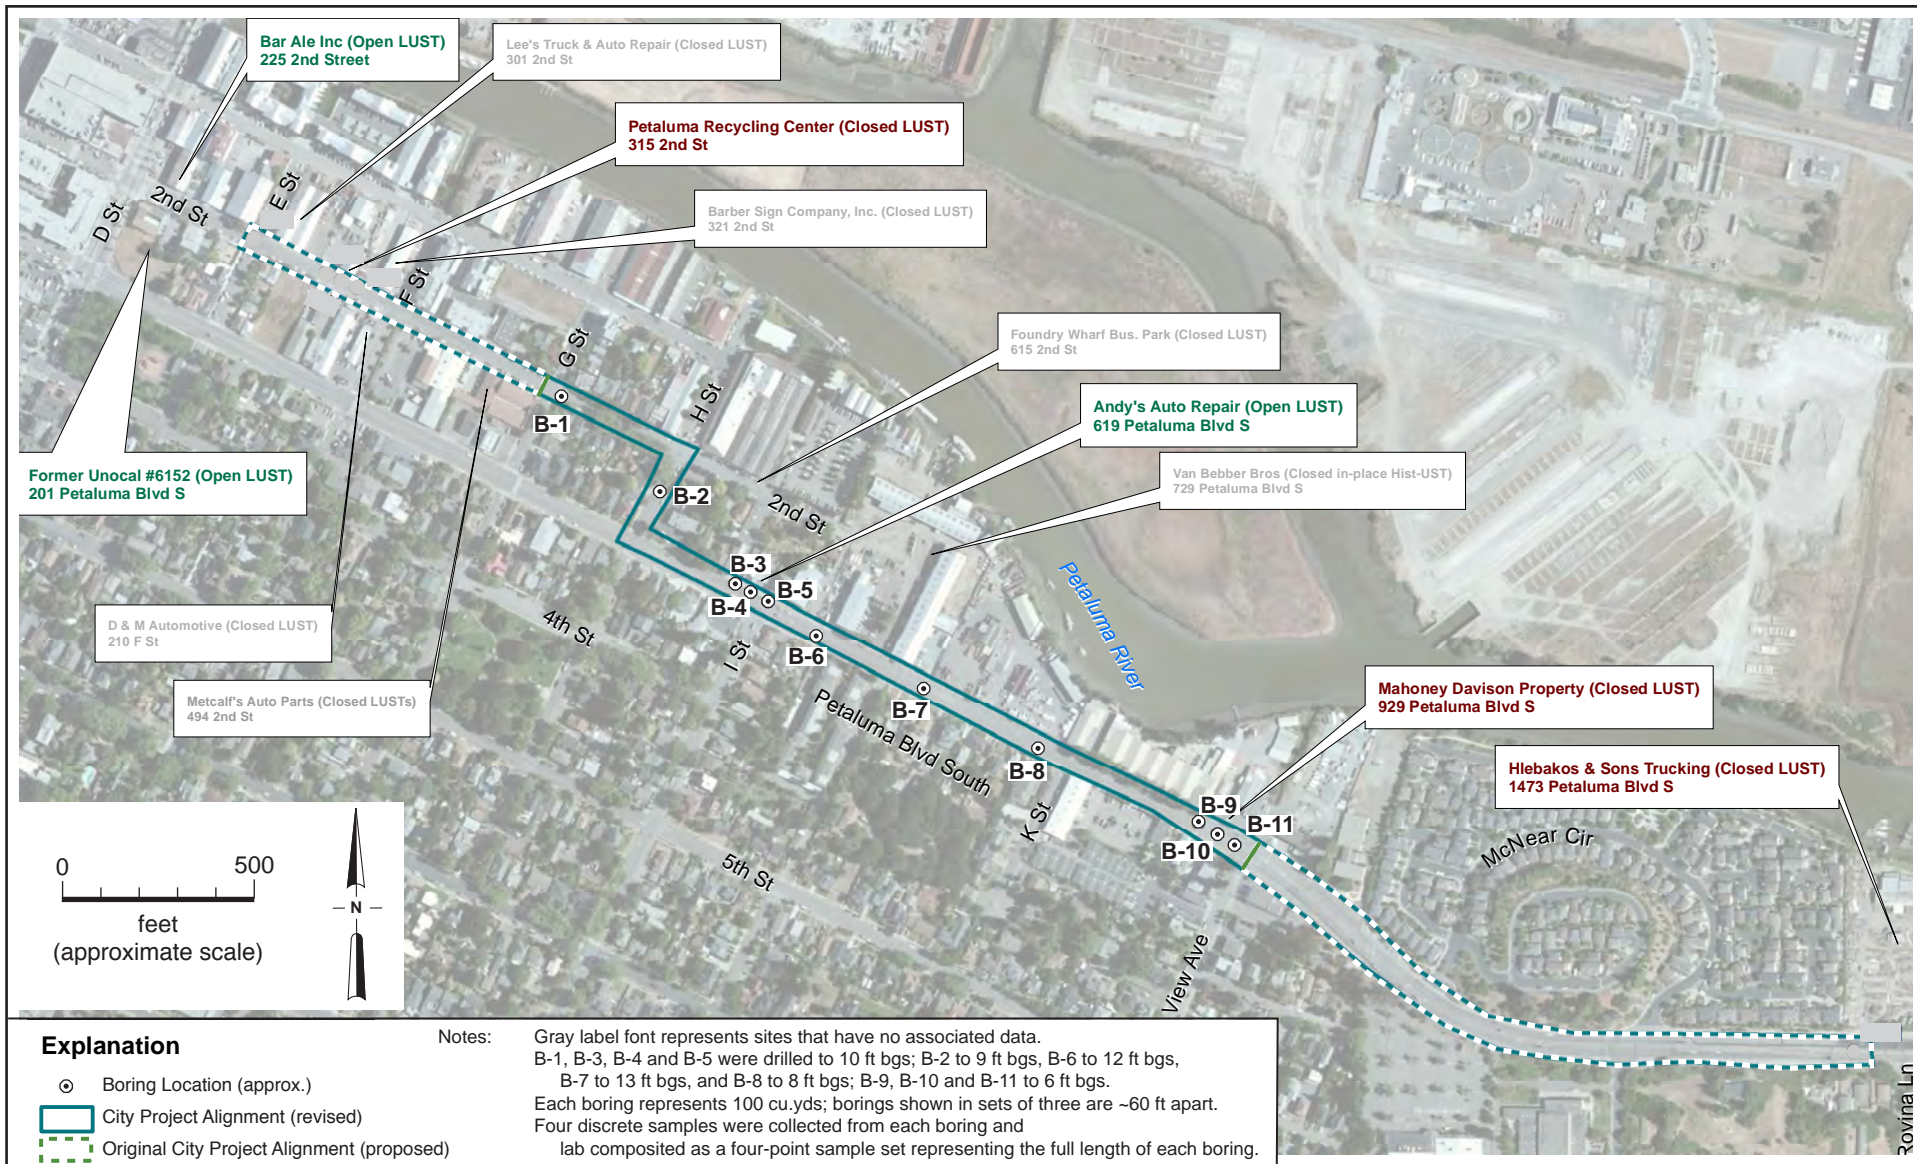 Bar Ale Inc (Open LUST)
225 2nd Street
Lee's Truck & Auto Repair (Closed LUST)
301 2nd St
Petaluma Recycling Center (Closed LUST)
315 2nd St
Barber Sign Company, Inc. (Closed LUST)
321 2nd St
D St
2nd St
E St
F St
G St
H St
Foundry Wharf Bus. Park (Closed LUST)
615 2nd St
Andy's Auto Repair (Open LUST)
619 Petaluma Blvd S
Van Bebber Bros (Closed in-place Hist-UST)
729 Petaluma Blvd S
Former Unocal #6152 (Open LUST)
201 Petaluma Blvd S
B-1
B-2
2nd St
B-3
B-4
B-5
B-6
B-7
B-8
B-9
B-10
B-11
D & M Automotive (Closed LUST)
210 F St
Metcalf's Auto Parts (Closed LUSTs)
494 2nd St
4th St
I St
Petaluma Blvd South
Petaluma River
K St
5th St
View Ave
Mahoney Davison Property (Closed LUST)
929 Petaluma Blvd S
Hlebakos & Sons Trucking (Closed LUST)
1473 Petaluma Blvd S
McNear Cir
Rovina Ln
0 500
feet
(approximate scale)
N
Explanation
Boring Location (approx.)
City Project Alignment (revised)
Original City Project Alignment (proposed)
Notes: Gray label font represents sites that have no associated data.
B-1, B-3, B-4 and B-5 were drilled to 10 ft bgs; B-2 to 9 ft bgs, B-6 to 12 ft bgs,
B-7 to 13 ft bgs, and B-8 to 8 ft bgs; B-9, B-10 and B-11 to 6 ft bgs.
Each boring represents 100 cu.yds; borings shown in sets of three are ~60 ft apart.
Four discrete samples were collected from each boring and
lab composited as a four-point sample set representing the full length of each boring.